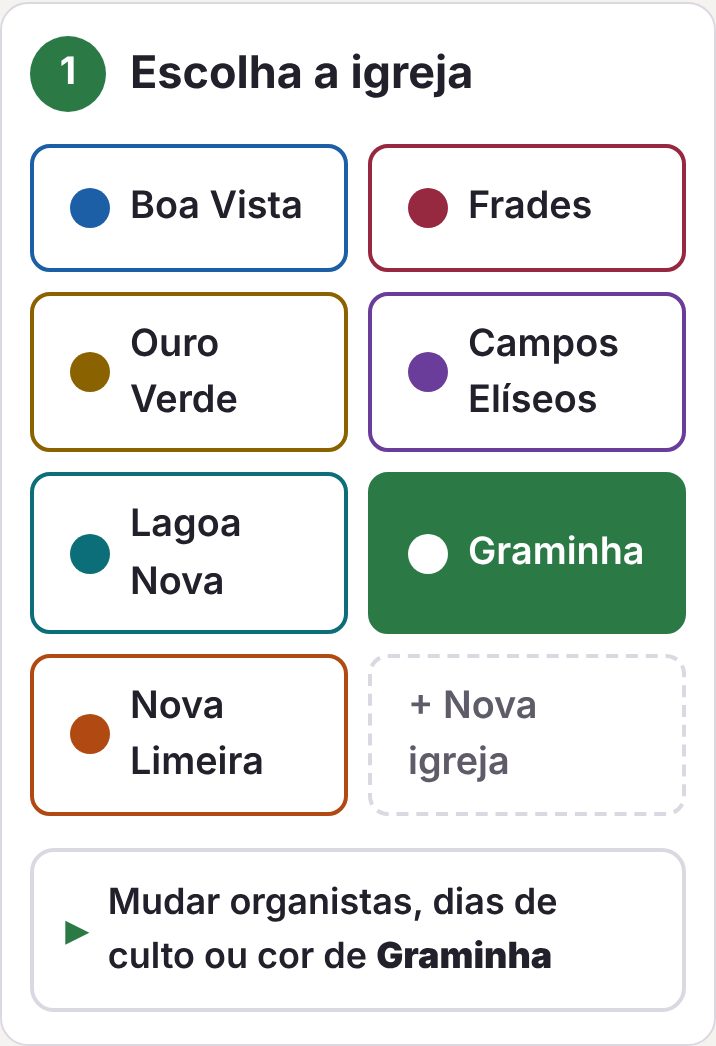 1
Escolha a igreja
Boa Vista
Frades
Ouro
Verde
Campos
Elíseos
Lagoa
Nova
Graminha
Nova
Limeira
+ Nova
igreja
▶ Mudar organistas, dias de
culto ou cor de Graminha